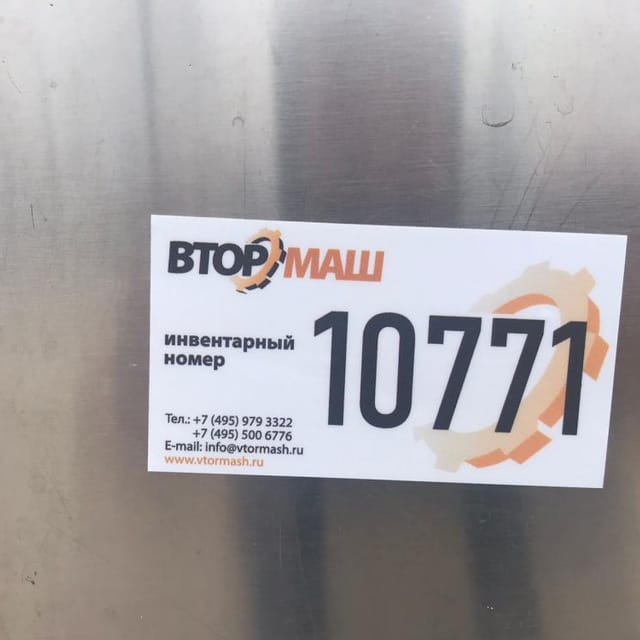 ВТОРМАШ
инвентарный
номер
10771
Тел.: +7 (495) 979 3322
+7 (495) 500 6776
E-mail: info@vtormash.ru
www.vtormash.ru